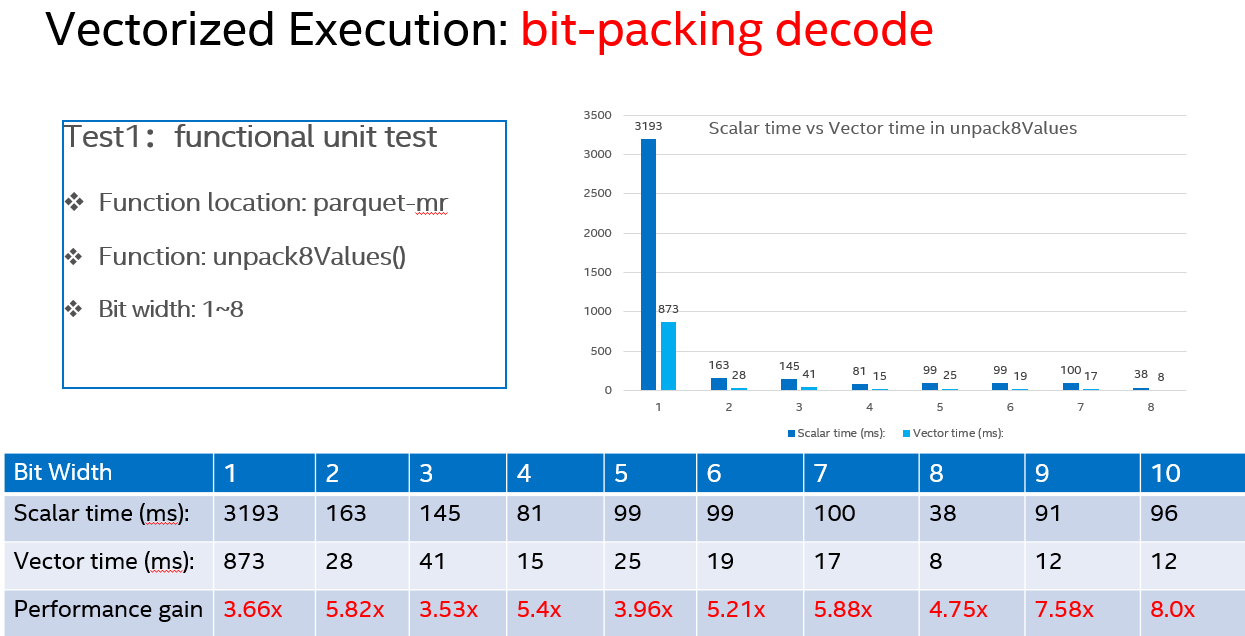 Vectorized Execution: bit-packing decode
Test1：functional unit test
❖ Function location: parquet-mr
❖ Function: unpack8Values()
❖ Bit width: 1~8
Scalar time vs Vector time in unpack8Values
3500
3000
2500
2000
1500
1000
500
0
3193 873 163 28 145 41 81 15 99 25 99 19 100 17 38 8
1 2 3 4 5 6 7 8
Scalar time (ms): Vector time (ms):
Bit Width 1 2 3 4 5 6 7 8 9 10
Scalar time (ms): 3193 163 145 81 99 99 100 38 91 96
Vector time (ms): 873 28 41 15 25 19 17 8 12 12
Performance gain 3.66x 5.82x 3.53x 5.4x 3.96x 5.21x 5.88x 4.75x 7.58x 8.0x